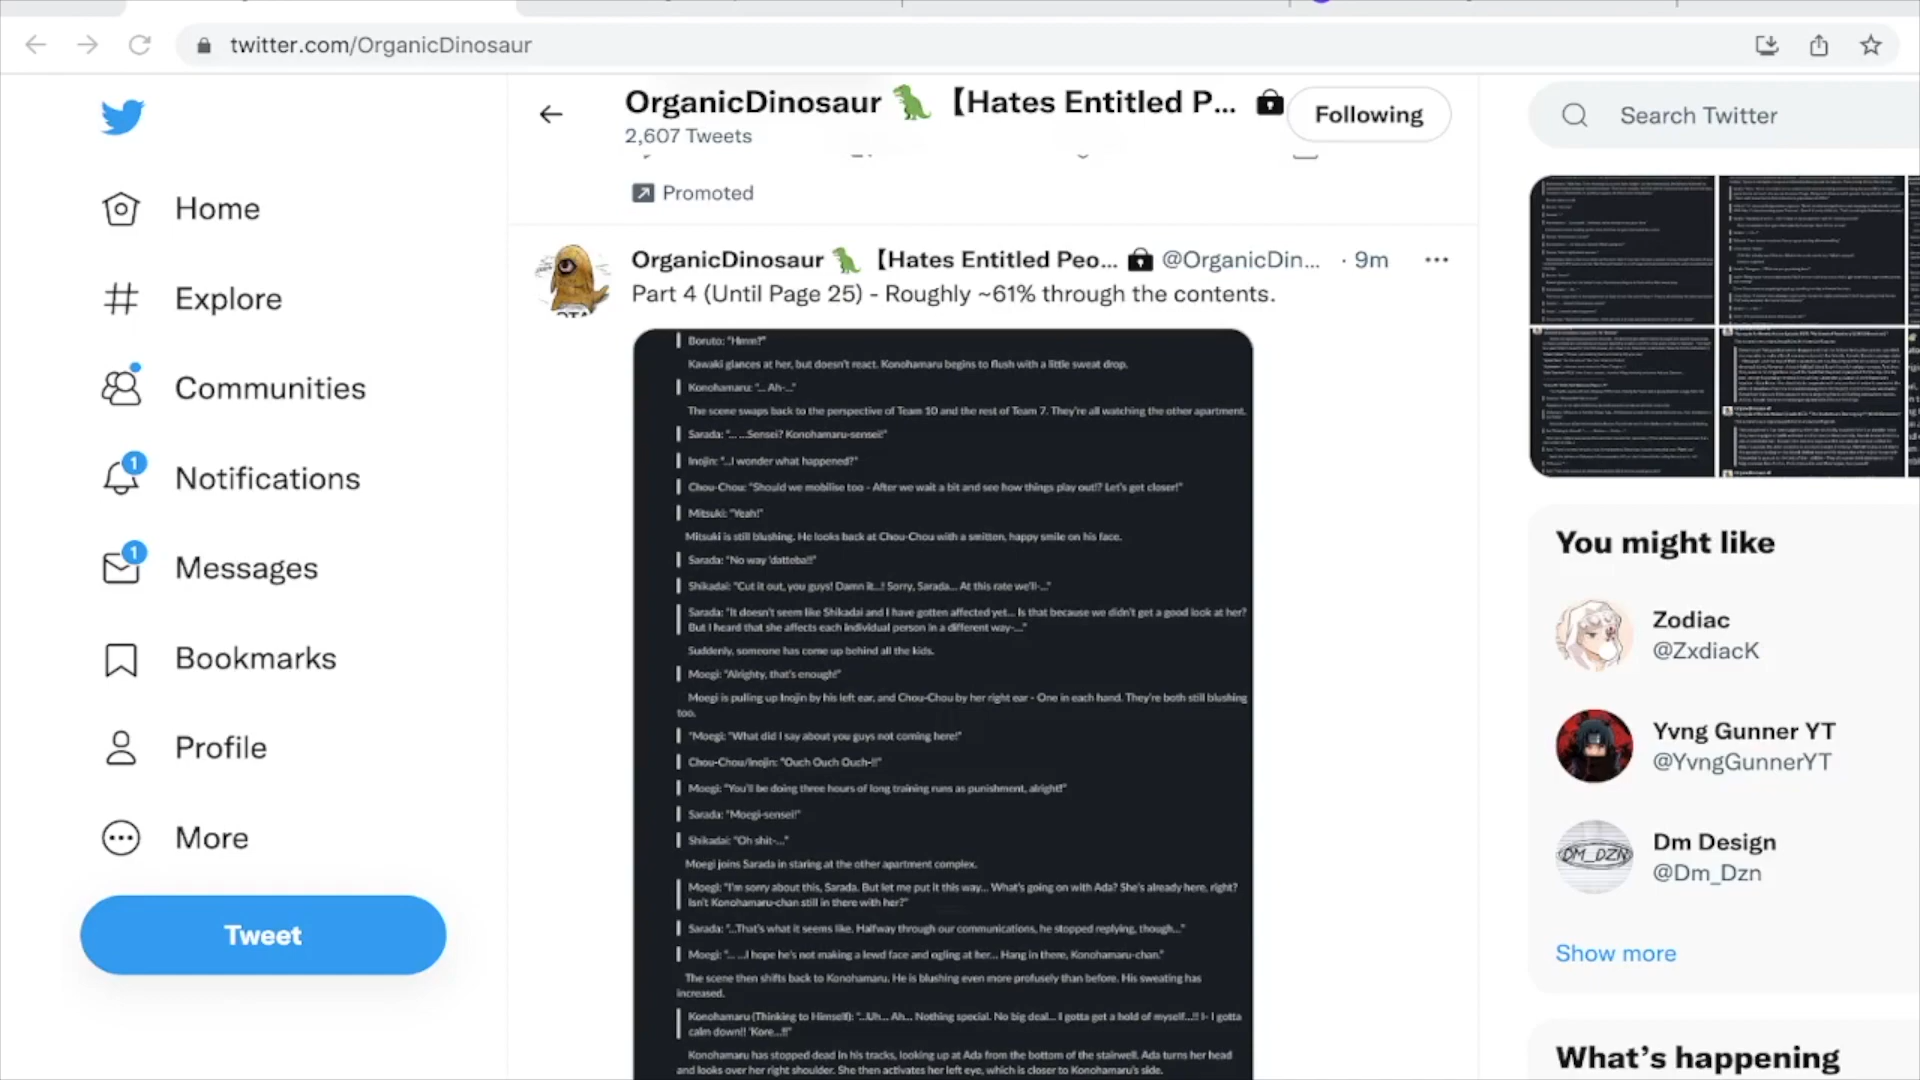 twitter.com/OrganicDinosaur
OrganicDinosaur 🦖【Hates Entitled P...
2,607 Tweets
Following
Search Twitter
Home
Explore
Communities
1
Notifications
1
Messages
Bookmarks
Profile
More
Tweet
Promoted
OrganicDinosaur 🦖【Hates Entitled Peo... @OrganicDin... · 9m
Part 4 (Until Page 25) - Roughly ~61% through the contents.
Boruto: "Hmm?"
Kawaki glances at her, but doesn't react. Konohamaru begins to flush with a little sweat drop.
Konohamaru: "... Ah-..."
The scene swaps back to the perspective of Team 10 and the rest of Team 7. They're all watching the other apartment.
Sarada: "... ...Sensei? Konohamaru-sensei!"
Inojin: "...I wonder what happened?"
Chou-Chou: "Should we mobilise too - After we wait a bit and see how things play out!? Let's get closer!"
Mitsuki: "Yeah!"
Mitsuki is still blushing. He looks back at Chou-Chou with a smitten, happy smile on his face.
Sarada: "No way 'datteba!!"
Shikadai: "Cut it out, you guys! Damn it...! Sorry, Sarada... At this rate we'll-..."
Sarada: "It doesn't seem like Shikadai and I have gotten affected yet... Is that because we didn't get a good look at her?
But I heard that she affects each individual person in a different way-..."
Suddenly, someone has come up behind all the kids.
Moegi: "Alrighty, that's enough!"
Moegi is pulling up Inojin by his left ear, and Chou-Chou by her right ear - One in each hand. They're both still blushing
too.
"Moegi: "What did I say about you guys not coming here!"
Chou-Chou/Inojin: "Ouch Ouch Ouch-!!"
Moegi: "You'll be doing three hours of long training runs as punishment, alright!"
Sarada: "Moegi-sensei!"
Shikadai: "Oh shit-..."
Moegi joins Sarada in staring at the other apartment complex.
Moegi: "I'm sorry about this, Sarada. But let me put it this way... What's going on with Ada? She's already here, right?
Isn't Konohamaru-chan still in there with her?"
Sarada: "...That's what it seems like. Halfway through our communications, he stopped replying, though..."
Moegi: "... ...I hope he's not making a lewd face and ogling at her... Hang in there, Konohamaru-chan."
The scene then shifts back to Konohamaru. He is blushing even more profusely than before. His sweating has
increased.
Konohamaru (Thinking to Himself): "...Uh... Ah... Nothing special. No big deal... I gotta get a hold of myself...!! I- I gotta
calm down!! 'Kore...!!"
Konohamaru has stopped dead in his tracks, looking up at Ada from the bottom of the stairwell. Ada turns her head
and looks over her right shoulder. She then activates her left eye, which is closer to Konohamaru's side.
You might like
Zodiac
@ZxdiacK
Yvng Gunner YT
@YvngGunnerYT
DM_DZN
Dm Design
@Dm_Dzn
Show more
What's happening